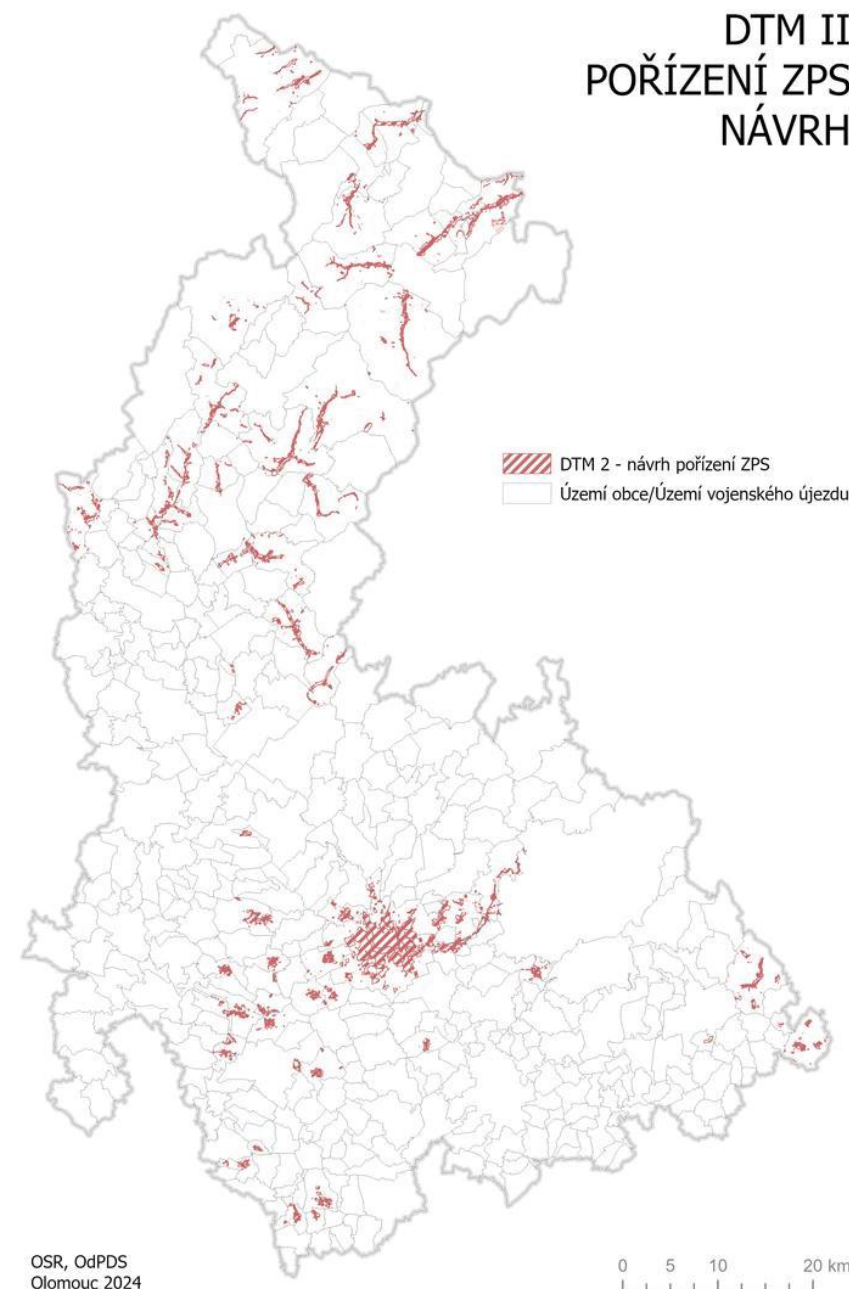 DTM II
POŘÍZENÍ ZPS
NÁVRH
DTM 2 - návrh pořízení ZPS
Území obce/Území vojenského újezdu
OSR, OdPDS
Olomouc 2024
0 5 10 20 km